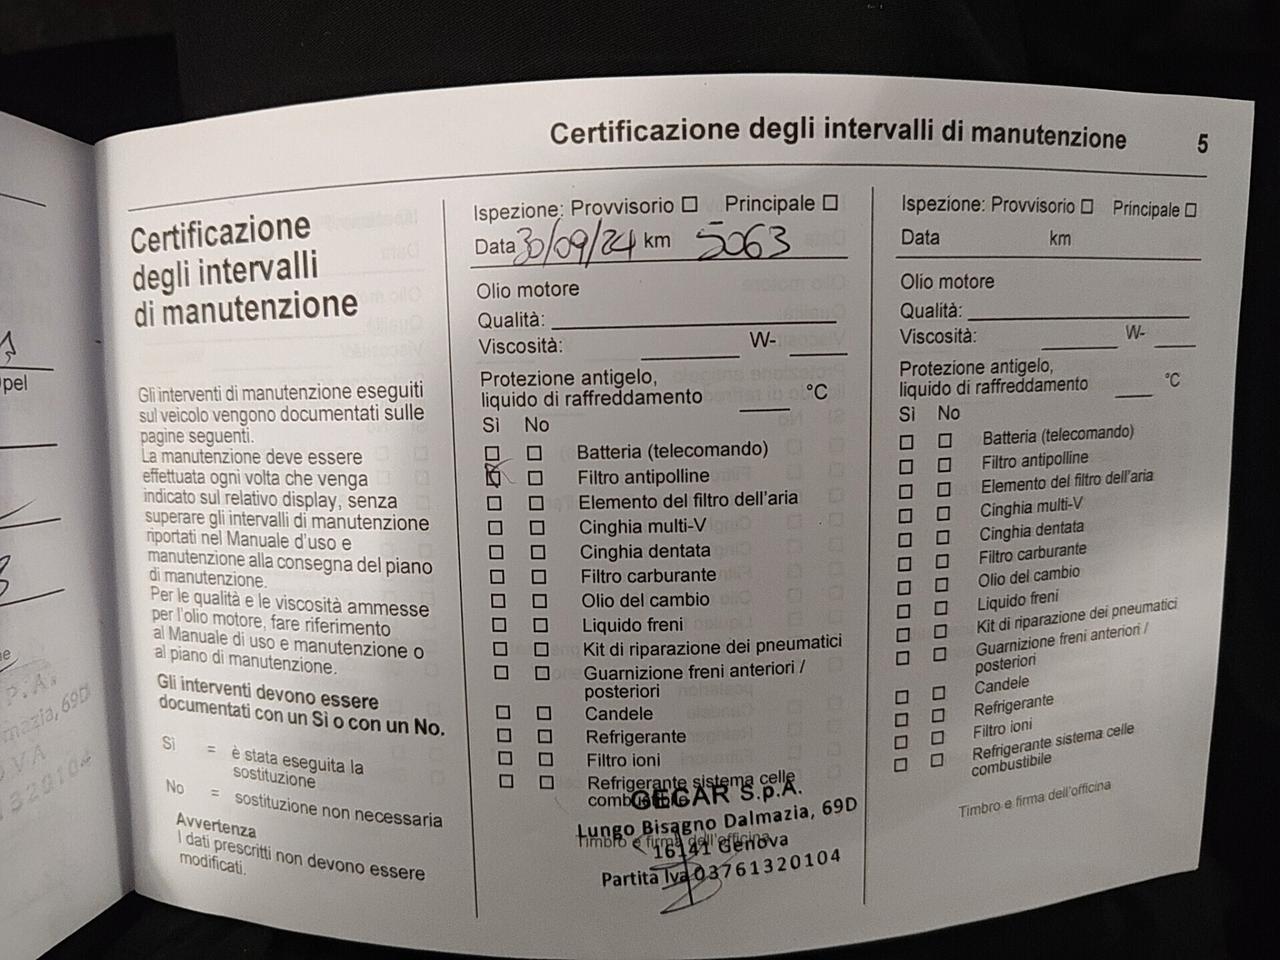 pel
e
P.A.
mazia, 69D
OVA
1320104
Certificazione degli intervalli di manutenzione 5
Certificazione
degli intervalli
di manutenzione
Gli interventi di manutenzione eseguiti
sul veicolo vengono documentati sulle
pagine seguenti.
La manutenzione deve essere
effettuata ogni volta che venga
indicato sul relativo display, senza
superare gli intervalli di manutenzione
riportati nel Manuale d'uso e
manutenzione alla consegna del piano
di manutenzione.
Per le qualità e le viscosità ammesse
per l'olio motore, fare riferimento
al Manuale di uso e manutenzione o
al piano di manutenzione.
Gli interventi devono essere
documentati con un Sì o con un No.
Sì = è stata eseguita la
sostituzione
No = sostituzione non necessaria
Avvertenza
I dati prescritti non devono essere
modificati.
Ispezione: Provvisorio Principale
Data 30/09/24 km 5063
Olio motore
Qualità:
Viscosità: W-
Protezione antigelo,
liquido di raffreddamento °C
Sì No
Batteria (telecomando)
Filtro antipolline
Elemento del filtro dell'aria
Cinghia multi-V
Cinghia dentata
Filtro carburante
Olio del cambio
Liquido freni
Kit di riparazione dei pneumatici
Guarnizione freni anteriori /
posteriori
Candele
Refrigerante
Filtro ioni
Refrigerante sistema celle
combustibile
GECAR S.p.A.
Lungo Bisagno Dalmazia, 69D
Timbro e firma dell'officina
16141 Genova
Partita Iva 03761320104
Ispezione: Provvisorio Principale
Data km
Olio motore
Qualità:
Viscosità: W-
Protezione antigelo,
liquido di raffreddamento °C
Sì No
Batteria (telecomando)
Filtro antipolline
Elemento del filtro dell'aria
Cinghia multi-V
Cinghia dentata
Filtro carburante
Olio del cambio
Liquido freni
Kit di riparazione dei pneumatici
Guarnizione freni anteriori /
posteriori
Candele
Refrigerante
Filtro ioni
Refrigerante sistema celle
combustibile
Timbro e firma dell'officina